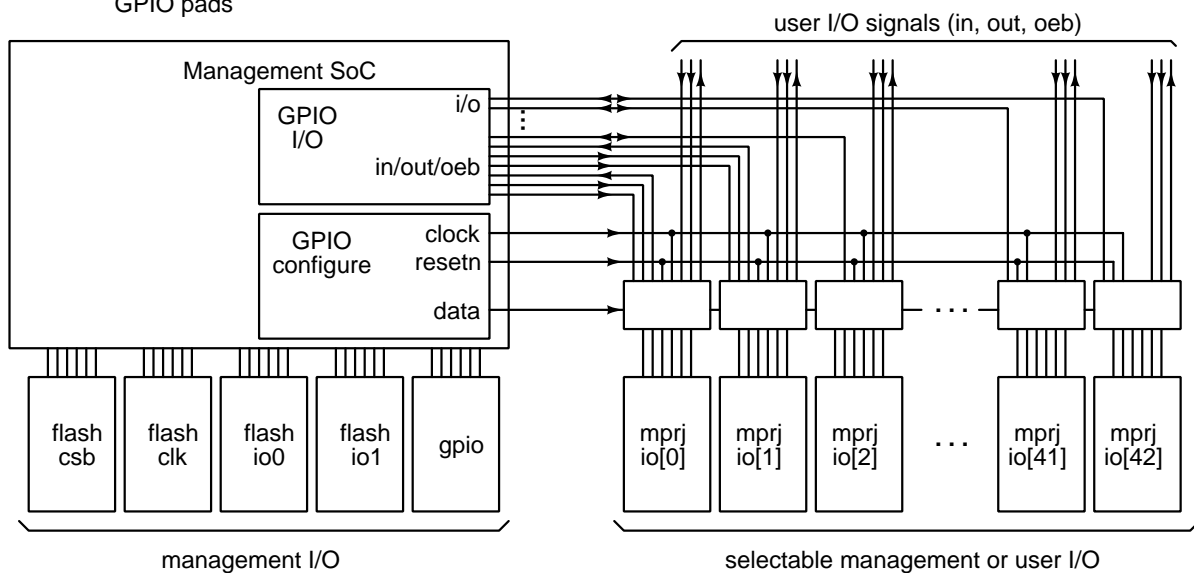 GPIO pads
user I/O signals (in, out, oeb)
Management SoC
GPIO
I/O
i/o
in/out/oeb
GPIO
configure
clock
resetn
data
flash
csb
flash
clk
flash
io0
flash
io1
gpio
mprj
io[0]
mprj
io[1]
mprj
io[2]
. . .
. . .
mprj
io[41]
mprj
io[42]
management I/O
selectable management or user I/O